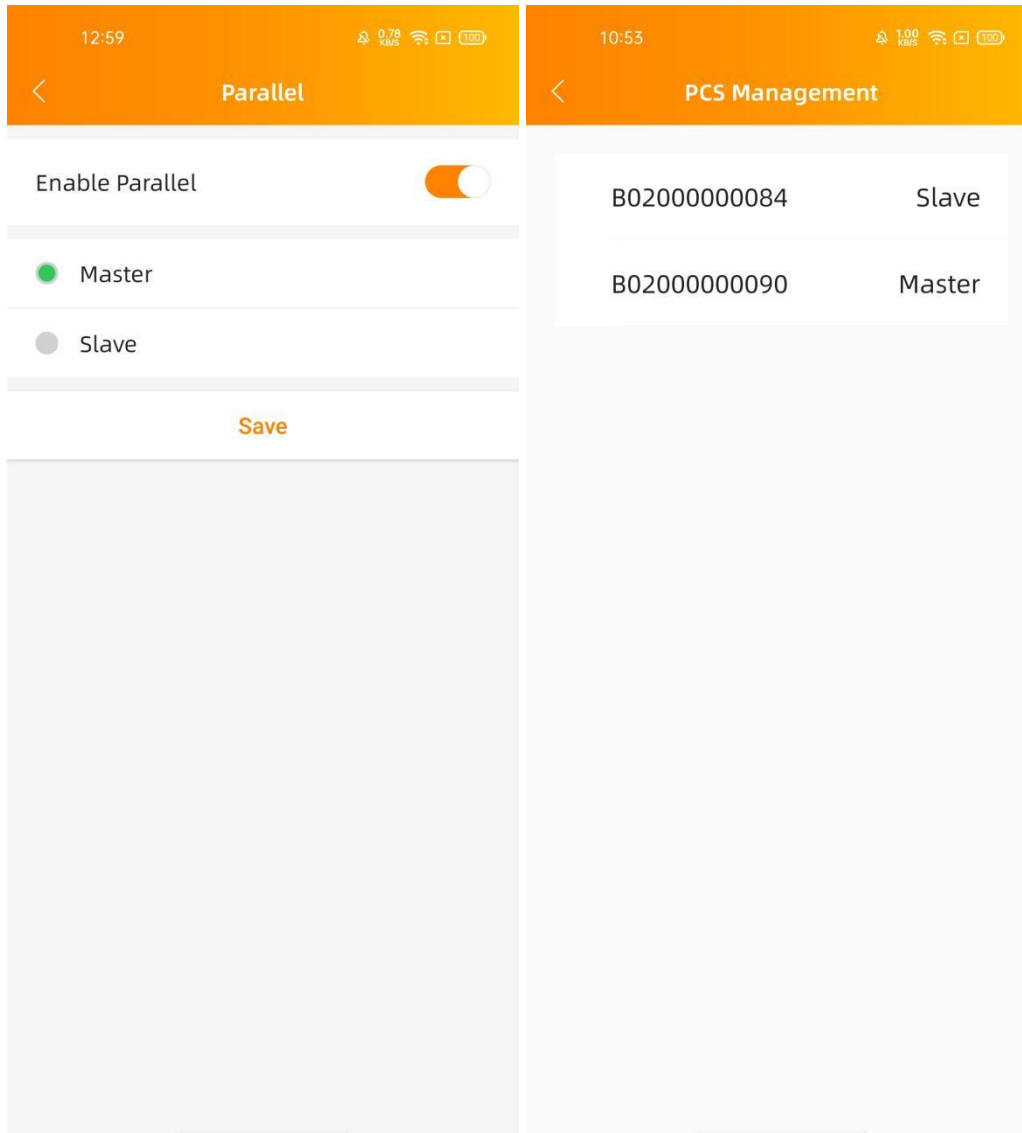 12:59
0.78 KB/S
100
Parallel
Enable Parallel
Master
Slave
Save
10:53
1.00 KB/S
100
PCS Management
B02000000084 Slave
B02000000090 Master